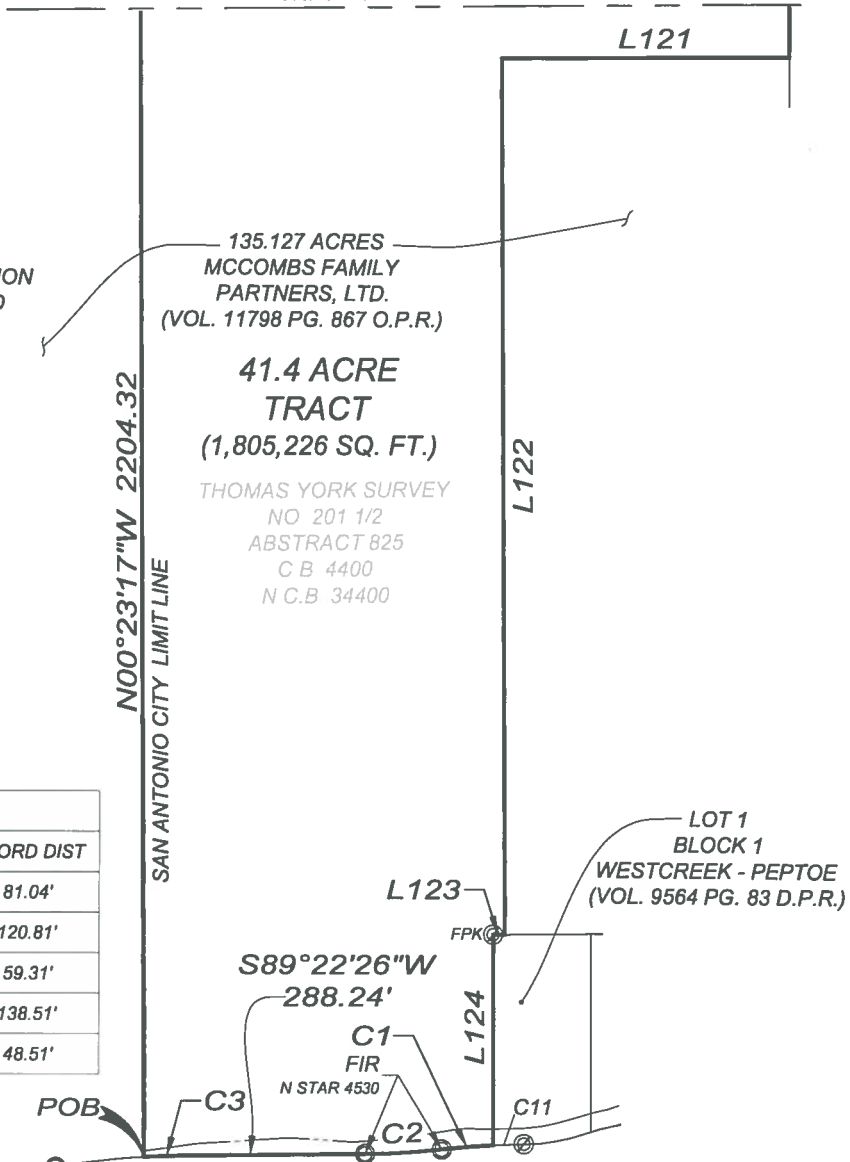 L121
135.127 ACRES
MCCOMBS FAMILY
PARTNERS, LTD.
(VOL. 11798 PG. 867 O.P.R.)
41.4 ACRE
TRACT
(1,805,226 SQ. FT.)
THOMAS YORK SURVEY
NO 201 1/2
ABSTRACT 825
C B 4400
N C.B 34400
N00°23'17"W 2204.32
SAN ANTONIO CITY LIMIT LINE
L122
LOT 1
BLOCK 1
WESTCREEK - PEPTOE
(VOL. 9564 PG. 83 D.P.R.)
L123
FPK
DIST
81.04'
120.81'
59.31'
138.51'
48.51'
S89°22'26"W
288.24'
L124
C1
FIR
N STAR 4530
POB
C3
C2
C11